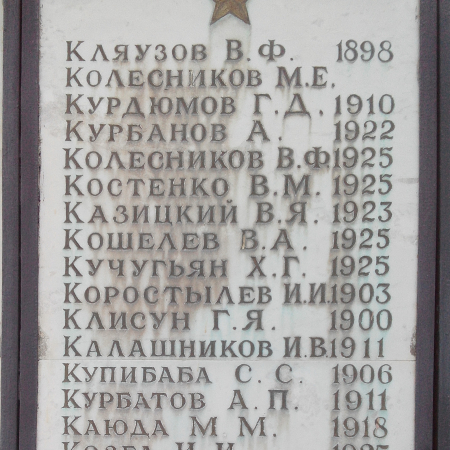 Кляузов В.Ф. 1898
Колесников М.Е.
Курдюмов Г.Д. 1910
Курбанов А. 1922
Колесников В.Ф 1925
Костенко В.М. 1925
Казицкий В.Я. 1923
Кошелев В.А. 1925
Кучугьян Х.Г. 1925
Коростылев И.И. 1903
Клисун Г.Я. 1900
Калашников И.В. 1911
Купибаба С.С. 1906
Курбатов А.П. 1911
Каюда М.М. 1918